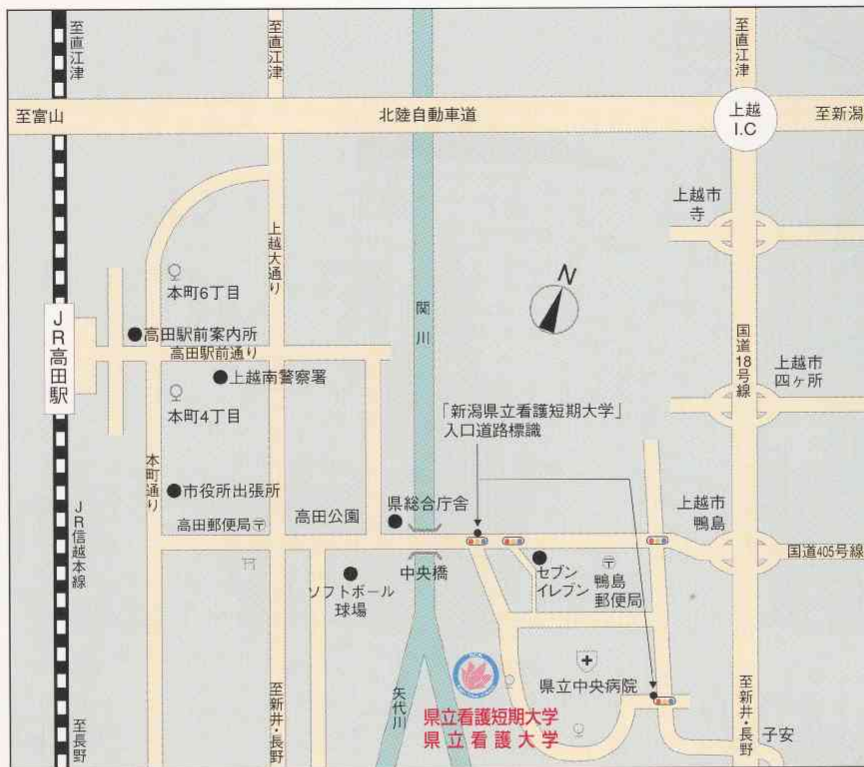 至直江津
至直江津
至直江津
至富山
北陸自動車道
上越
I.C
至新潟
上越市
寺
上越大通り
N
本町6丁目
関川
JR高田駅
高田駅前案内所
高田駅前通り
国道18号線
上越市
四ヶ所
上越南警察署
本町4丁目
「新潟県立看護短期大学」
入口道路標識
本町通り
市役所出張所
JR信越本線
高田郵便局〒
高田公園
県総合庁舎
上越市
鴨島
国道405号線
中央橋
ソフトボール
球場
セブン
イレブン
〒
鴨島
郵便局
県立中央病院
矢代川
県立看護短期大学
県立看護大学
至長野
至新井・長野
至新井・長野
子安